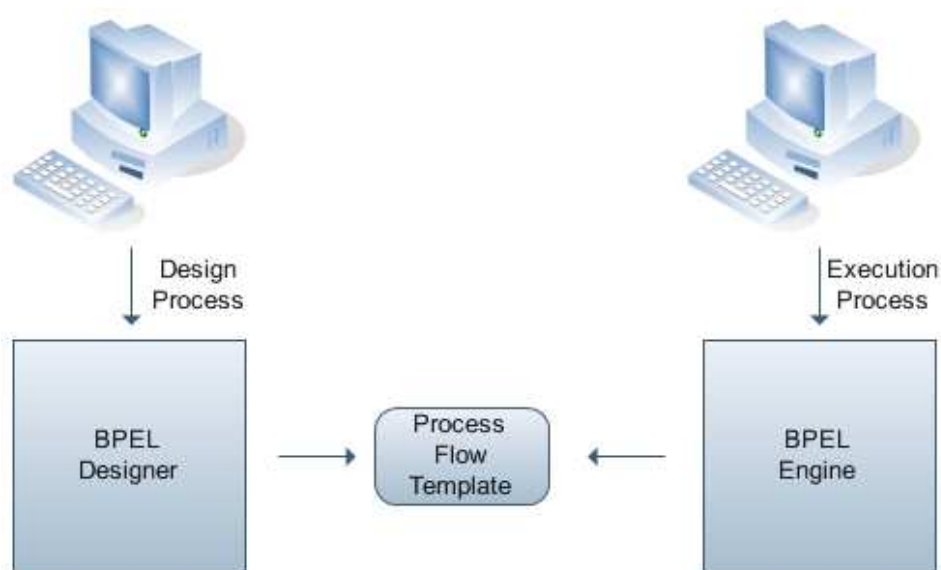 Design
Process
Execution
Process
BPEL
Designer
Process
Flow
Template
BPEL
Engine